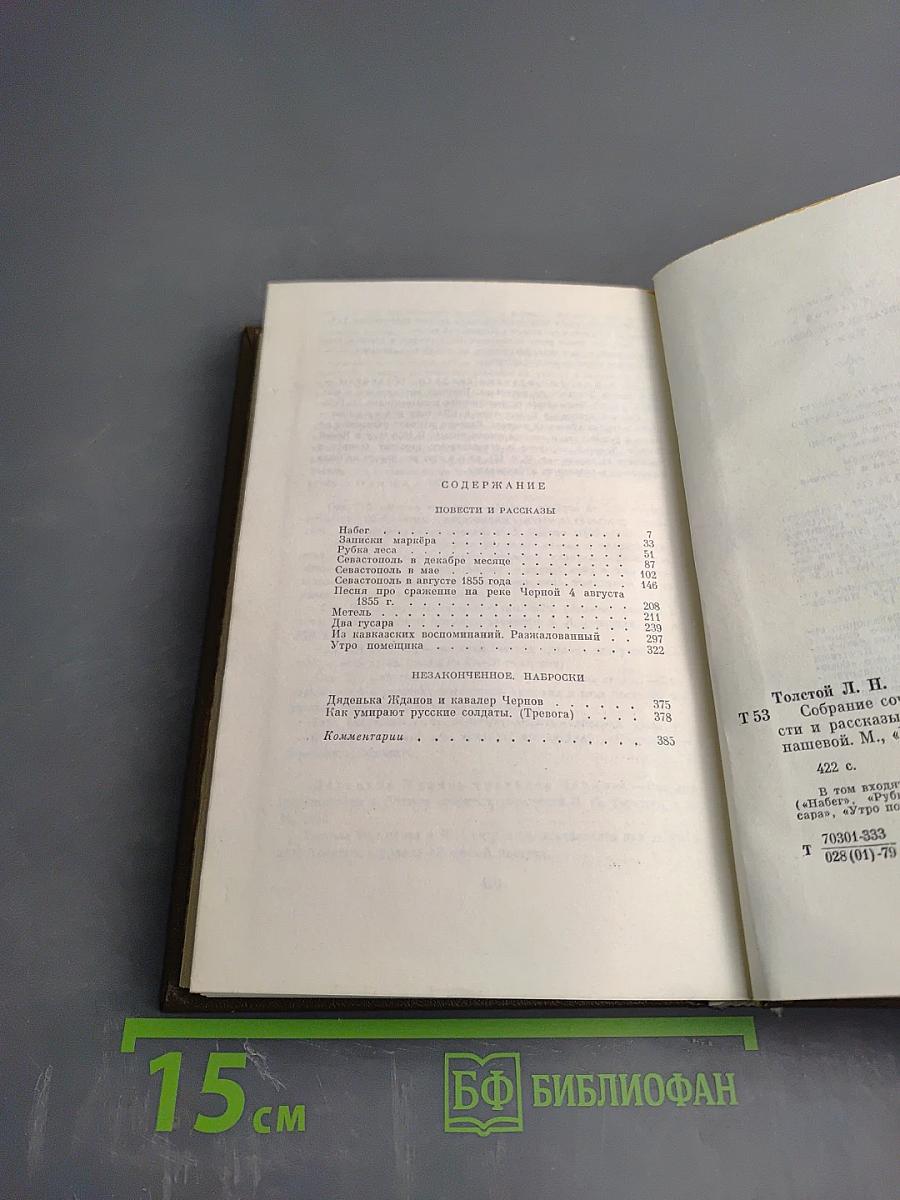 СОДЕРЖАНИЕ
ПОВЕСТИ И РАССКАЗЫ
Набег . . . . . . . . . . . . . . . . . . . 7
Записки маркёра . . . . . . . . . . . . . . 33
Рубка леса . . . . . . . . . . . . . . . . 51
Севастополь в декабре месяце . . . . . . . . 87
Севастополь в мае . . . . . . . . . . . . . 102
Севастополь в августе 1855 года . . . . . . . 146
Песня про сражение на реке Черной 4 августа
1855 г. . . . . . . . . . . . . . . . . . 208
Метель . . . . . . . . . . . . . . . . . . 211
Два гусара . . . . . . . . . . . . . . . . 239
Из кавказских воспоминаний. Разжалованный . . 297
Утро помещика . . . . . . . . . . . . . . . 322
НЕЗАКОНЧЕННОЕ, НАБРОСКИ
Дяденька Жданов и кавалер Чернов . . . . . . 375
Как умирают русские солдаты. (Тревога) . . . . 378
Комментарии . . . . . . . . . . . . . . . . 385
Толстой Л. Н.
Т 53 Собрание соч
сти и рассказы
нашевой. М., «
422 с.
В том входят
(«Набег», «Руб
сара», «Утро по
Т 70301-333
028(01)-79
15 см
БФ БИБЛИОФАН